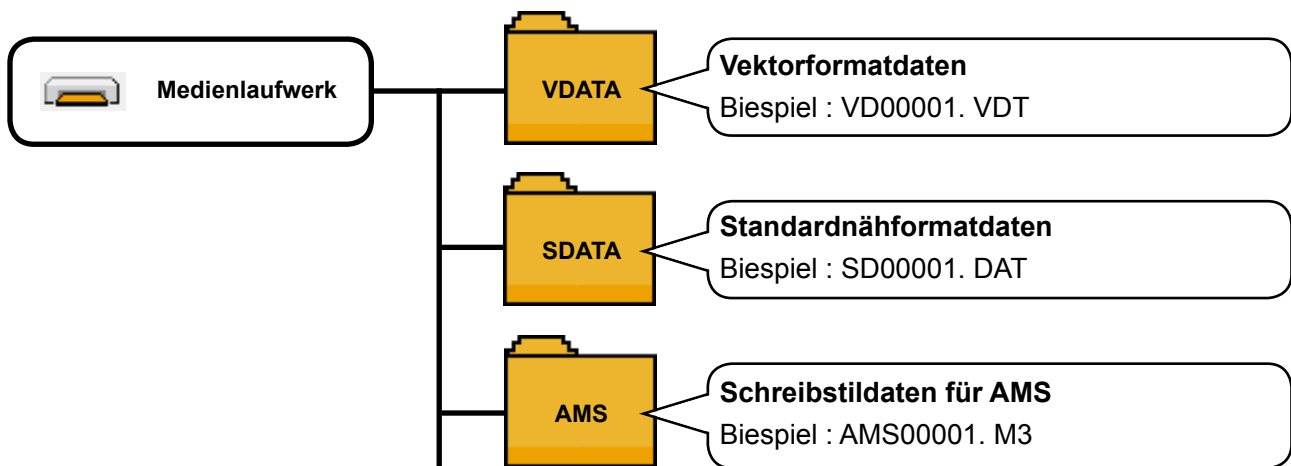 Medienlaufwerk
VDATA
Vektorformatdaten
Biespiel : VD00001. VDT
SDATA
Standardnähformatdaten
Biespiel : SD00001. DAT
AMS
Schreibstildaten für AMS
Biespiel : AMS00001. M3